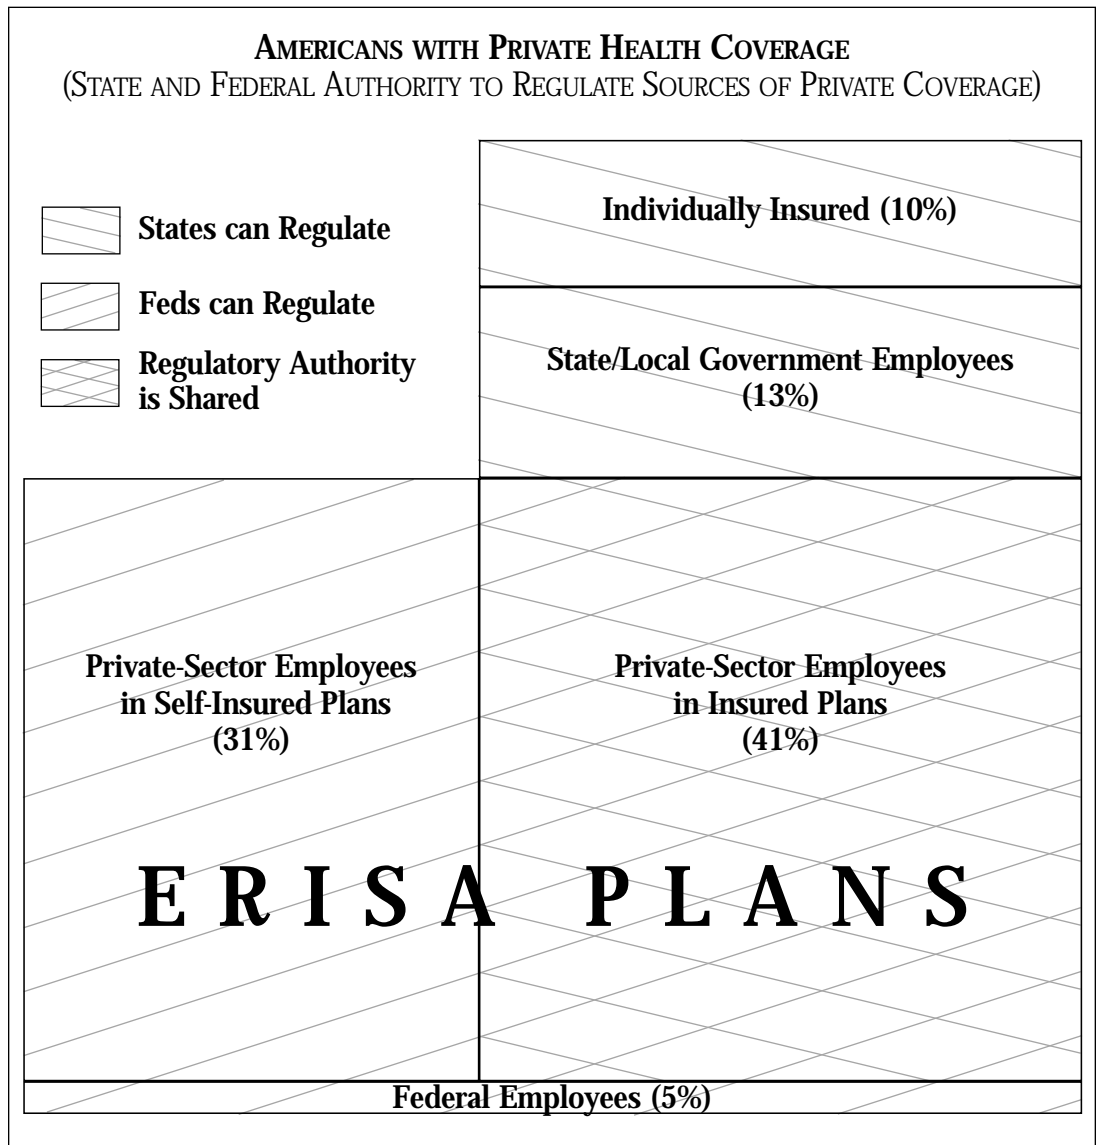 AMERICANS WITH PRIVATE HEALTH COVERAGE
(STATE AND FEDERAL AUTHORITY TO REGULATE SOURCES OF PRIVATE COVERAGE)
States can Regulate
Feds can Regulate
Regulatory Authority
is Shared
Individually Insured (10%)
State/Local Government Employees
(13%)
Private-Sector Employees
in Self-Insured Plans
(31%)
Private-Sector Employees
in Insured Plans
(41%)
ERISA PLANS
Federal Employees (5%)